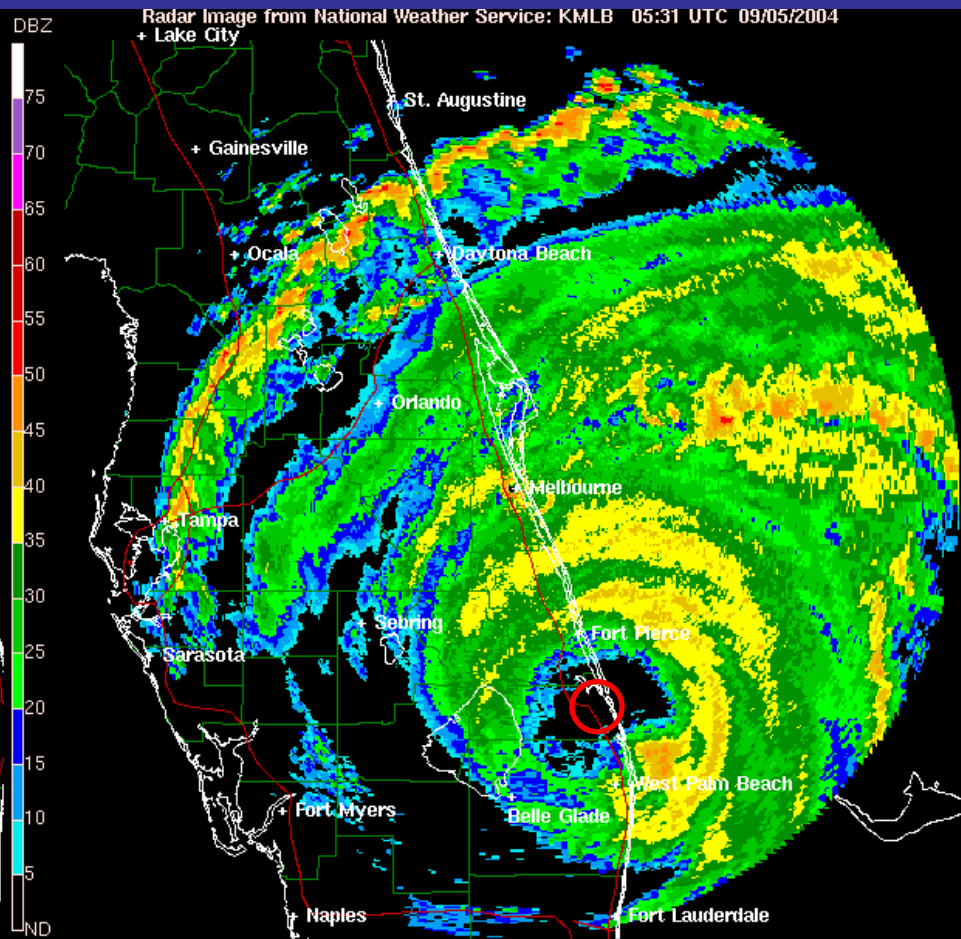 Radar Image from National Weather Service: KMLB 05:31 UTC 09/05/2004
DBZ
Lake City
75
St. Augustine
Gainesville
70
65
Ocala
Daytona Beach
60
55
50
Orlando
45
40
Melbourne
Tampa
35
30
Sebring
Fort Pierce
25
Sarasota
20
15
West Palm Beach
10
Fort Myers
Belle Glade
5
Naples
Fort Lauderdale
ND